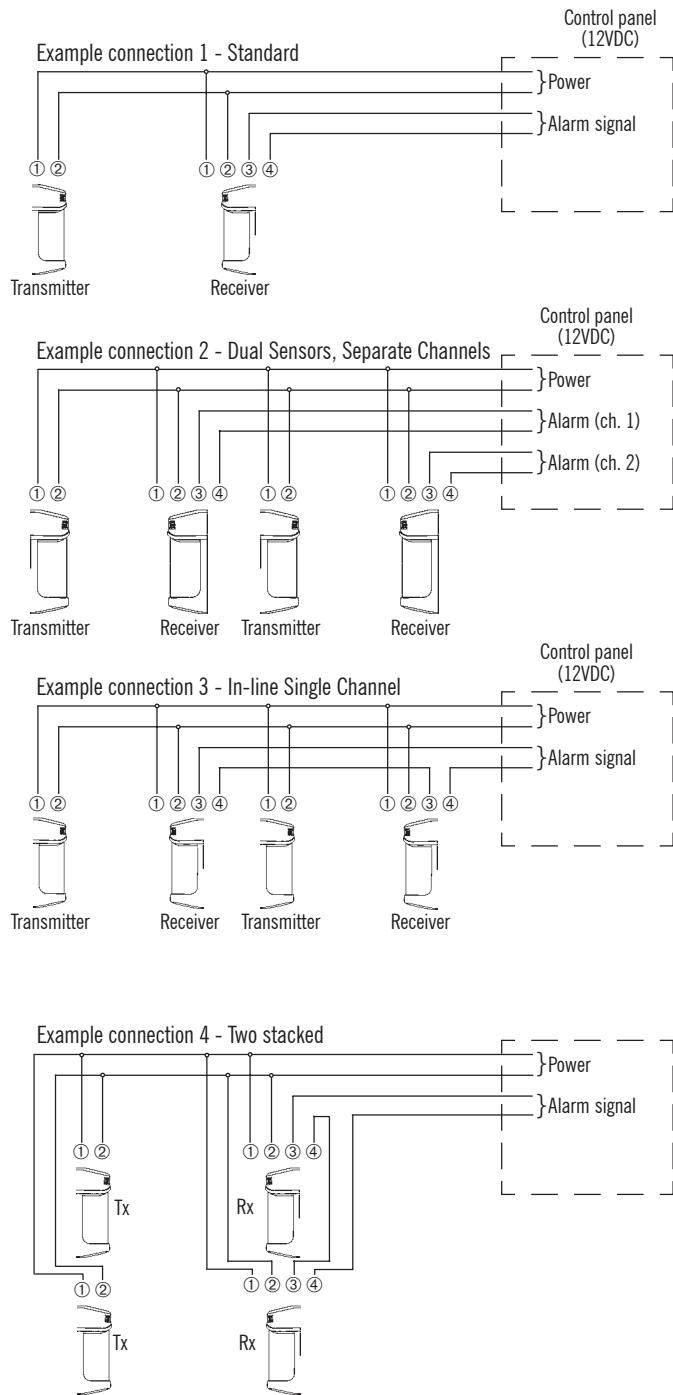 Control panel
(12VDC)
Example connection 1 - Standard
}Power
}Alarm signal
① ② ① ② ③ ④
Transmitter Receiver
Control panel
(12VDC)
Example connection 2 - Dual Sensors, Separate Channels
}Power
}Alarm (ch. 1)
}Alarm (ch. 2)
① ② ① ② ③ ④ ① ② ① ② ③ ④
Transmitter Receiver Transmitter Receiver
Control panel
(12VDC)
Example connection 3 - In-line Single Channel
}Power
}Alarm signal
① ② ① ② ③ ④ ① ② ① ② ③ ④
Transmitter Receiver Transmitter Receiver
Example connection 4 - Two stacked
}Power
}Alarm signal
① ② ① ② ③ ④
Tx Rx
① ② ① ② ③ ④
Tx Rx